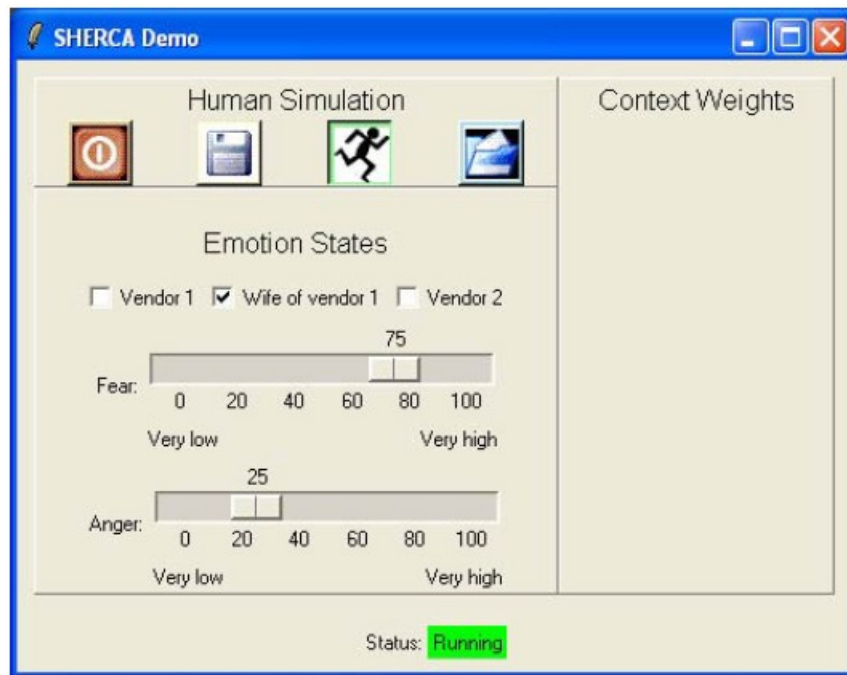 SHERCA Demo
Human Simulation
Context Weights
Emotion States
Vendor 1 Wife of vendor 1 Vendor 2
75
Fear:
0 20 40 60 80 100
Very low Very high
25
Anger:
0 20 40 60 80 100
Very low Very high
Status: Running